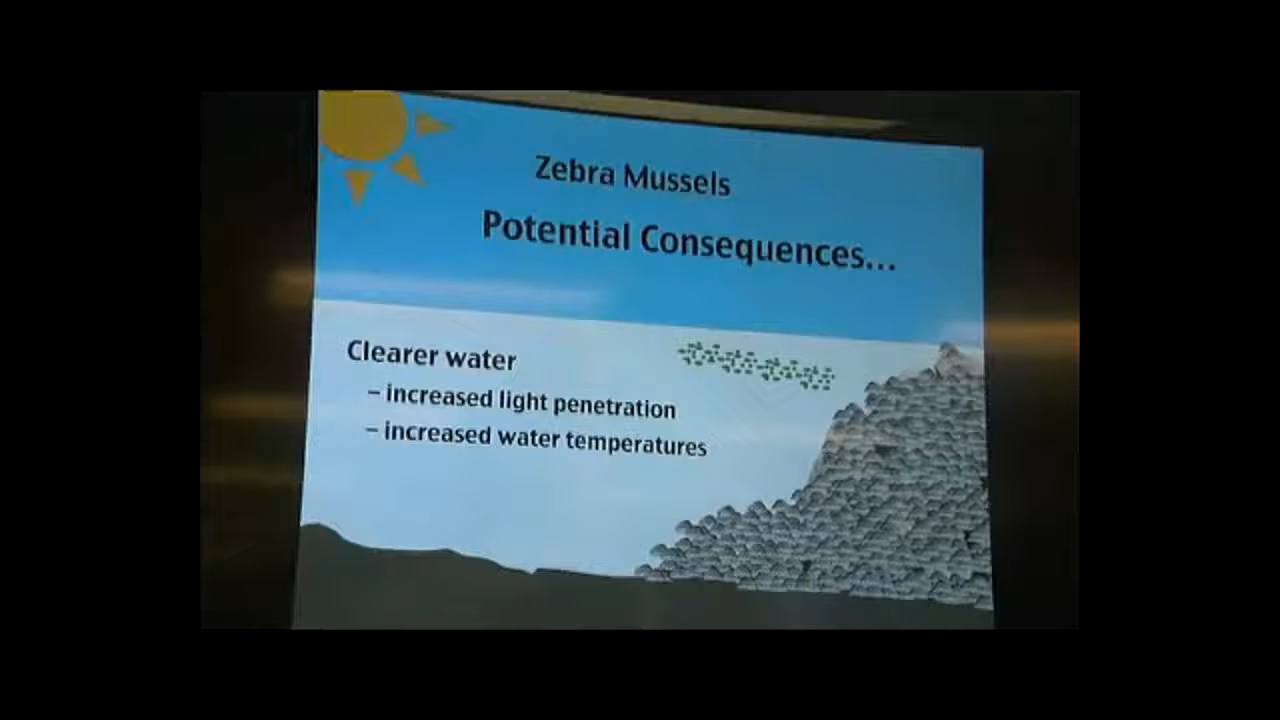 Zebra Mussels
Potential Consequences...
Clearer water
– increased light penetration
– increased water temperatures